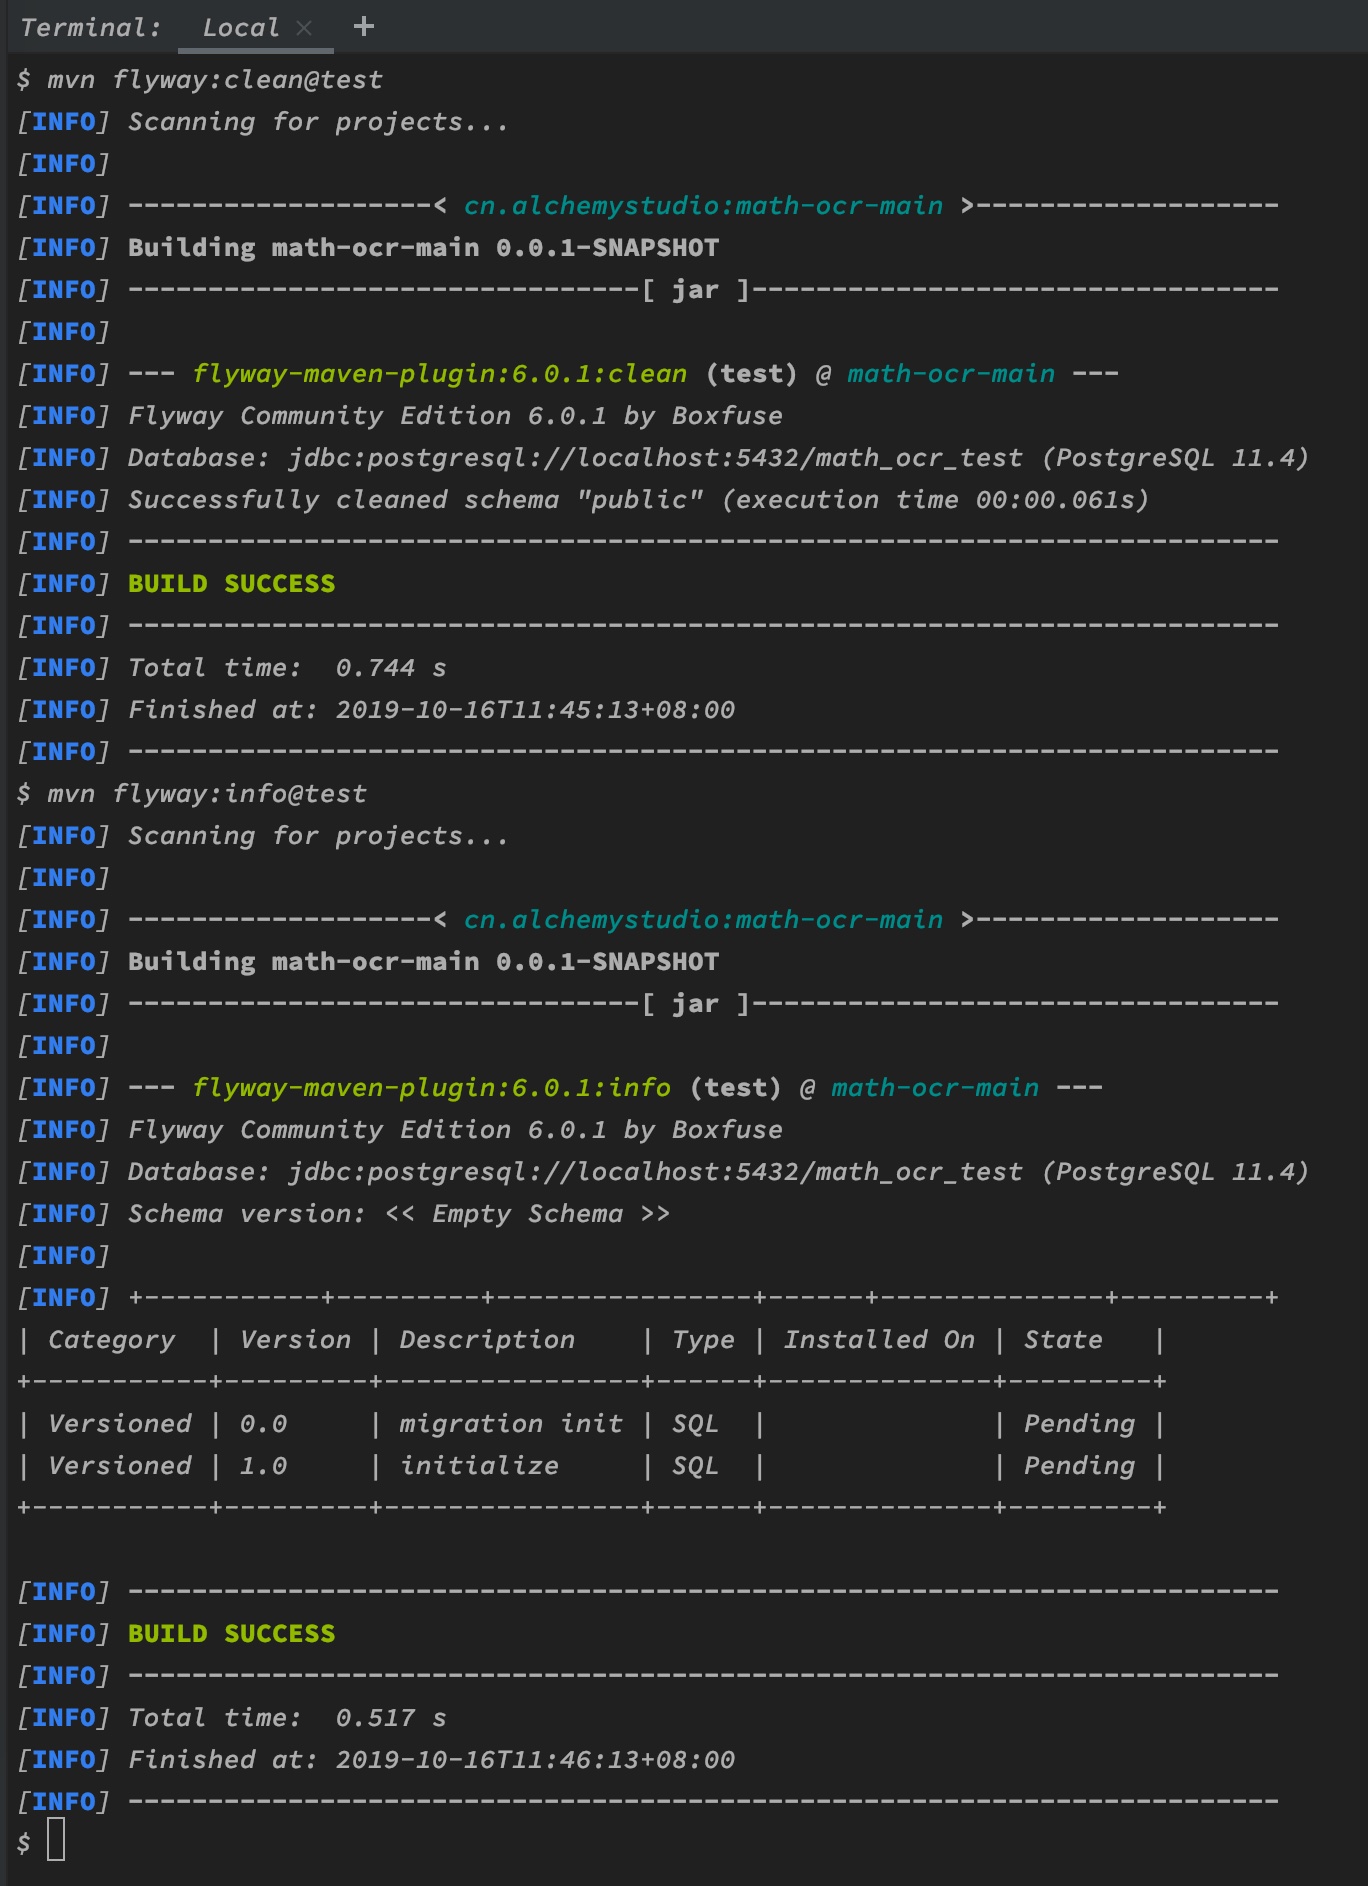 Terminal: Local × +
$ mvn flyway:clean@test
[INFO] Scanning for projects...
[INFO]
[INFO] -------------------< cn.alchemystudio:math-ocr-main >-------------------
[INFO] Building math-ocr-main 0.0.1-SNAPSHOT
[INFO] --------------------------------[ jar ]---------------------------------
[INFO]
[INFO] --- flyway-maven-plugin:6.0.1:clean (test) @ math-ocr-main ---
[INFO] Flyway Community Edition 6.0.1 by Boxfuse
[INFO] Database: jdbc:postgresql://localhost:5432/math_ocr_test (PostgreSQL 11.4)
[INFO] Successfully cleaned schema "public" (execution time 00:00.061s)
[INFO] ------------------------------------------------------------------------
[INFO] BUILD SUCCESS
[INFO] ------------------------------------------------------------------------
[INFO] Total time:  0.744 s
[INFO] Finished at: 2019-10-16T11:45:13+08:00
[INFO] ------------------------------------------------------------------------
$ mvn flyway:info@test
[INFO] Scanning for projects...
[INFO]
[INFO] -------------------< cn.alchemystudio:math-ocr-main >-------------------
[INFO] Building math-ocr-main 0.0.1-SNAPSHOT
[INFO] --------------------------------[ jar ]---------------------------------
[INFO]
[INFO] --- flyway-maven-plugin:6.0.1:info (test) @ math-ocr-main ---
[INFO] Flyway Community Edition 6.0.1 by Boxfuse
[INFO] Database: jdbc:postgresql://localhost:5432/math_ocr_test (PostgreSQL 11.4)
[INFO] Schema version: << Empty Schema >>
[INFO]
[INFO] +-----------+---------+----------------+------+--------------+---------+
| Category  | Version | Description    | Type | Installed On | State   |
+-----------+---------+----------------+------+--------------+---------+
| Versioned | 0.0     | migration init | SQL  |              | Pending |
| Versioned | 1.0     | initialize     | SQL  |              | Pending |
+-----------+---------+----------------+------+--------------+---------+
[INFO] ------------------------------------------------------------------------
[INFO] BUILD SUCCESS
[INFO] ------------------------------------------------------------------------
[INFO] Total time:  0.517 s
[INFO] Finished at: 2019-10-16T11:46:13+08:00
[INFO] ------------------------------------------------------------------------
$